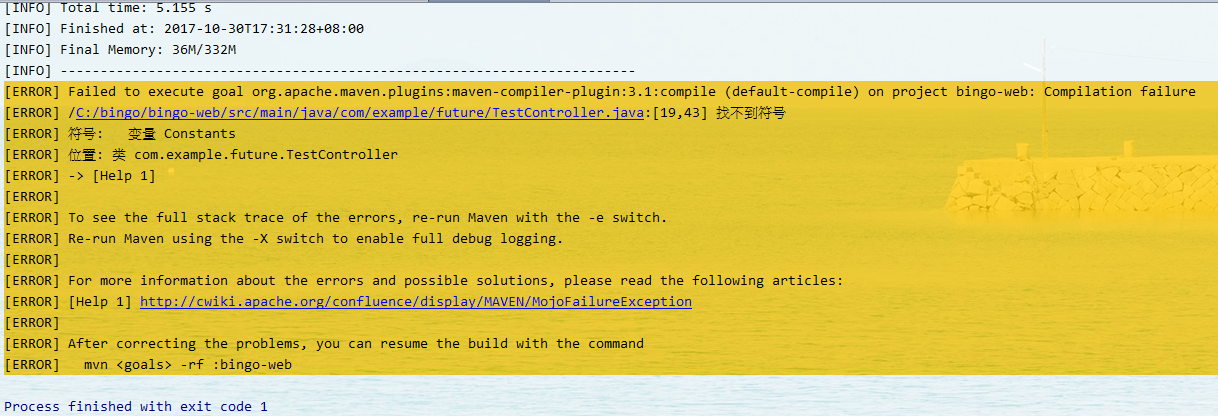 [INFO] Total time: 5.155 s
[INFO] Finished at: 2017-10-30T17:31:28+08:00
[INFO] Final Memory: 36M/332M
[INFO] ------------------------------------------------------------------------
[ERROR] Failed to execute goal org.apache.maven.plugins:maven-compiler-plugin:3.1:compile (default-compile) on project bingo-web: Compilation failure
[ERROR] /C:/bingo/bingo-web/src/main/java/com/example/future/TestController.java:[19,43] 找不到符号
[ERROR] 符号:   变量 Constants
[ERROR] 位置: 类 com.example.future.TestController
[ERROR] -> [Help 1]
[ERROR]
[ERROR] To see the full stack trace of the errors, re-run Maven with the -e switch.
[ERROR] Re-run Maven using the -X switch to enable full debug logging.
[ERROR]
[ERROR] For more information about the errors and possible solutions, please read the following articles:
[ERROR] [Help 1] http://cwiki.apache.org/confluence/display/MAVEN/MojoFailureException
[ERROR]
[ERROR] After correcting the problems, you can resume the build with the command
[ERROR]   mvn <goals> -rf :bingo-web
Process finished with exit code 1